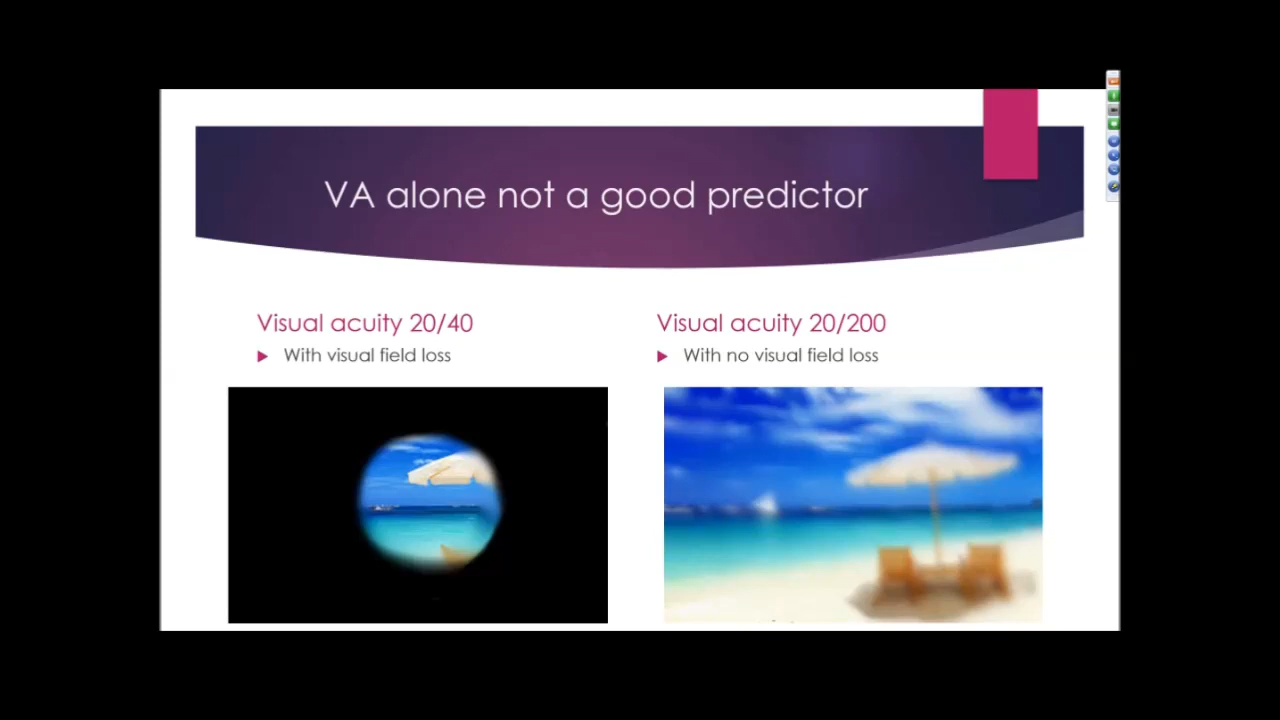 VA alone not a good predictor
Visual acuity 20/40
With visual field loss
Visual acuity 20/200
With no visual field loss